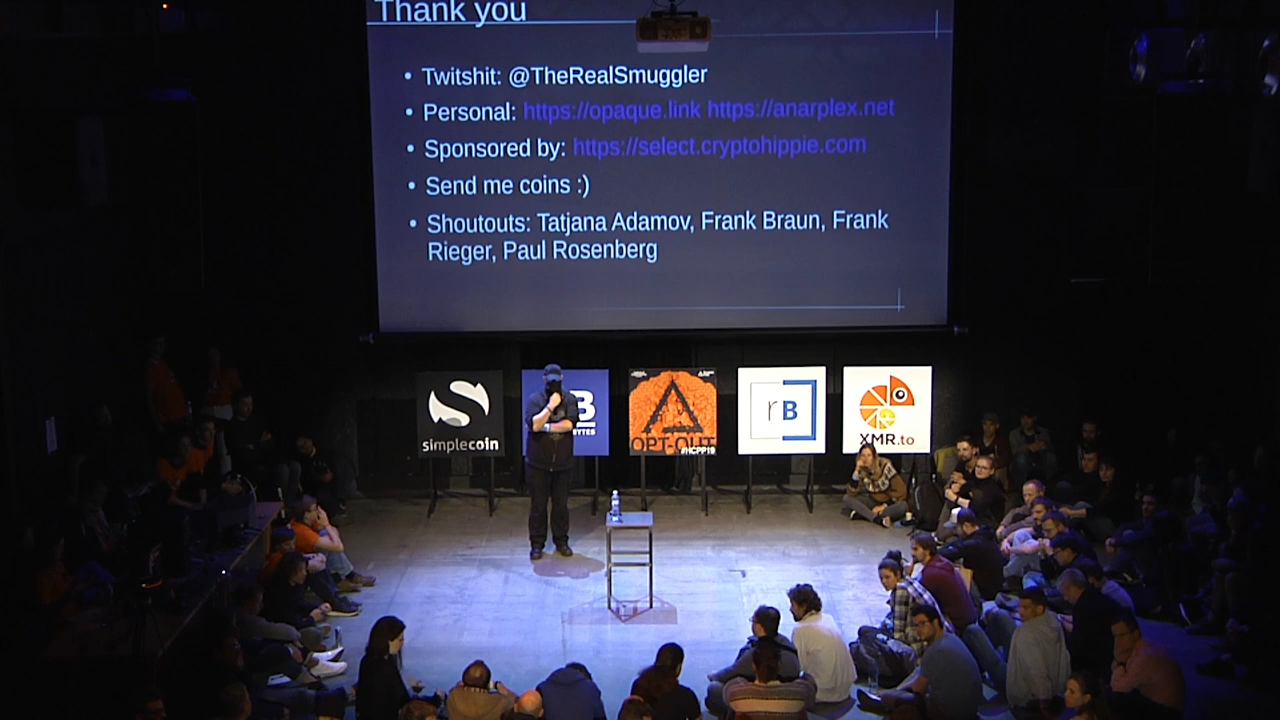 Thank you
• Twitshit: @TheRealSmuggler
• Personal: https://opaque.link https://anarplex.net
• Sponsored by: https://select.cryptohippie.com
• Send me coins :)
• Shoutouts: Tatjana Adamov, Frank Braun, Frank
Rieger, Paul Rosenberg
simplecoin
B
BYTES
OPT-OUT
#HCPP19
rB
XMR.to